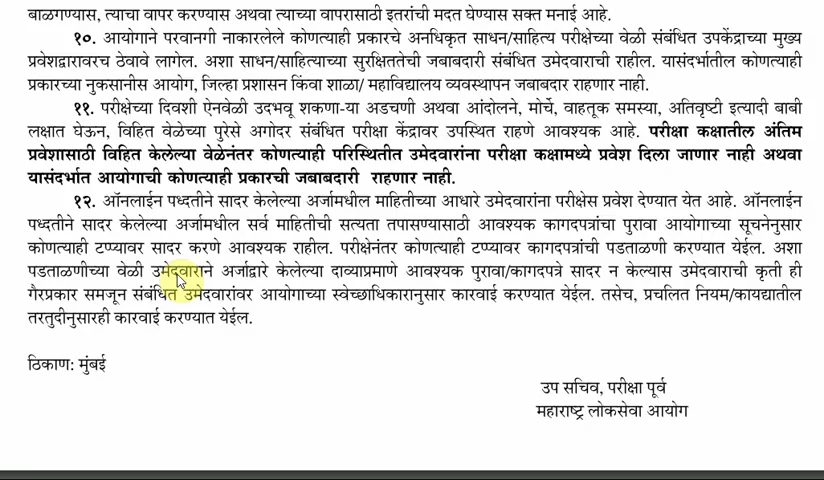 बाळगण्यास, त्याचा वापर करण्यास अथवा त्याच्या वापरासाठी इतरांची मदत घेण्यास सक्त मनाई आहे.
१०. आयोगाने परवानगी नाकारलेले कोणत्याही प्रकारचे अनधिकृत साधन/साहित्य परीक्षेच्या वेळी संबंधित उपकेंद्राच्या मुख्य
प्रवेशद्वारावरच ठेवावे लागेल. अशा साधन/साहित्याच्या सुरक्षिततेची जबाबदारी संबंधित उमेदवाराची राहील. यासंदर्भातील कोणत्याही
प्रकारच्या नुकसानीस आयोग, जिल्हा प्रशासन किंवा शाळा/ महाविद्यालय व्यवस्थापन जबाबदार राहणार नाही.
११. परीक्षेच्या दिवशी ऐनवेळी उदभवू शकणा-या अडचणी अथवा आंदोलने, मोर्चे, वाहतूक समस्या, अतिवृष्टी इत्यादी बाबी
लक्षात घेऊन, विहित वेळेच्या पुरेसे अगोदर संबंधित परीक्षा केंद्रावर उपस्थित राहणे आवश्यक आहे. परीक्षा कक्षातील अंतिम
प्रवेशासाठी विहित केलेल्या वेळेनंतर कोणत्याही परिस्थितीत उमेदवारांना परीक्षा कक्षामध्ये प्रवेश दिला जाणार नाही अथवा
यासंदर्भात आयोगाची कोणत्याही प्रकारची जबाबदारी राहणार नाही.
१२. ऑनलाईन पध्दतीने सादर केलेल्या अर्जामधील माहितीच्या आधारे उमेदवारांना परीक्षेस प्रवेश देण्यात येत आहे. ऑनलाईन
पध्दतीने सादर केलेल्या अर्जामधील सर्व माहितीची सत्यता तपासण्यासाठी आवश्यक कागदपत्रांचा पुरावा आयोगाच्या सूचनेनुसार
कोणत्याही टप्प्यावर सादर करणे आवश्यक राहील. परीक्षेनंतर कोणत्याही टप्प्यावर कागदपत्रांची पडताळणी करण्यात येईल. अशा
पडताळणीच्या वेळी उमेदवाराने अर्जाद्वारे केलेल्या दाव्याप्रमाणे आवश्यक पुरावा/कागदपत्रे सादर न केल्यास उमेदवाराची कृती ही
गैरप्रकार समजून संबंधित उमेदवारांवर आयोगाच्या स्वेच्छाधिकारानुसार कारवाई करण्यात येईल. तसेच, प्रचलित नियम/कायद्यातील
तरतुदीनुसारही कारवाई करण्यात येईल.
ठिकाण: मुंबई
उप सचिव, परीक्षा पूर्व
महाराष्ट्र लोकसेवा आयोग